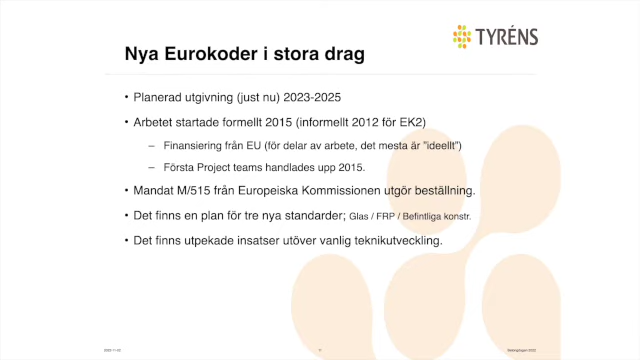 TYRÉNS
Nya Eurokoder i stora drag
• Planerad utgivning (just nu) 2023-2025
• Arbetet startade formellt 2015 (informellt 2012 för EK2)
– Finansiering från EU (för delar av arbete, det mesta är ”ideellt”)
– Första Project teams handlades upp 2015.
• Mandat M/515 från Europeiska Kommissionen utgör beställning.
• Det finns en plan för tre nya standarder; Glas / FRP / Befintliga konstr.
• Det finns utpekade insatser utöver vanlig teknikutveckling.
11